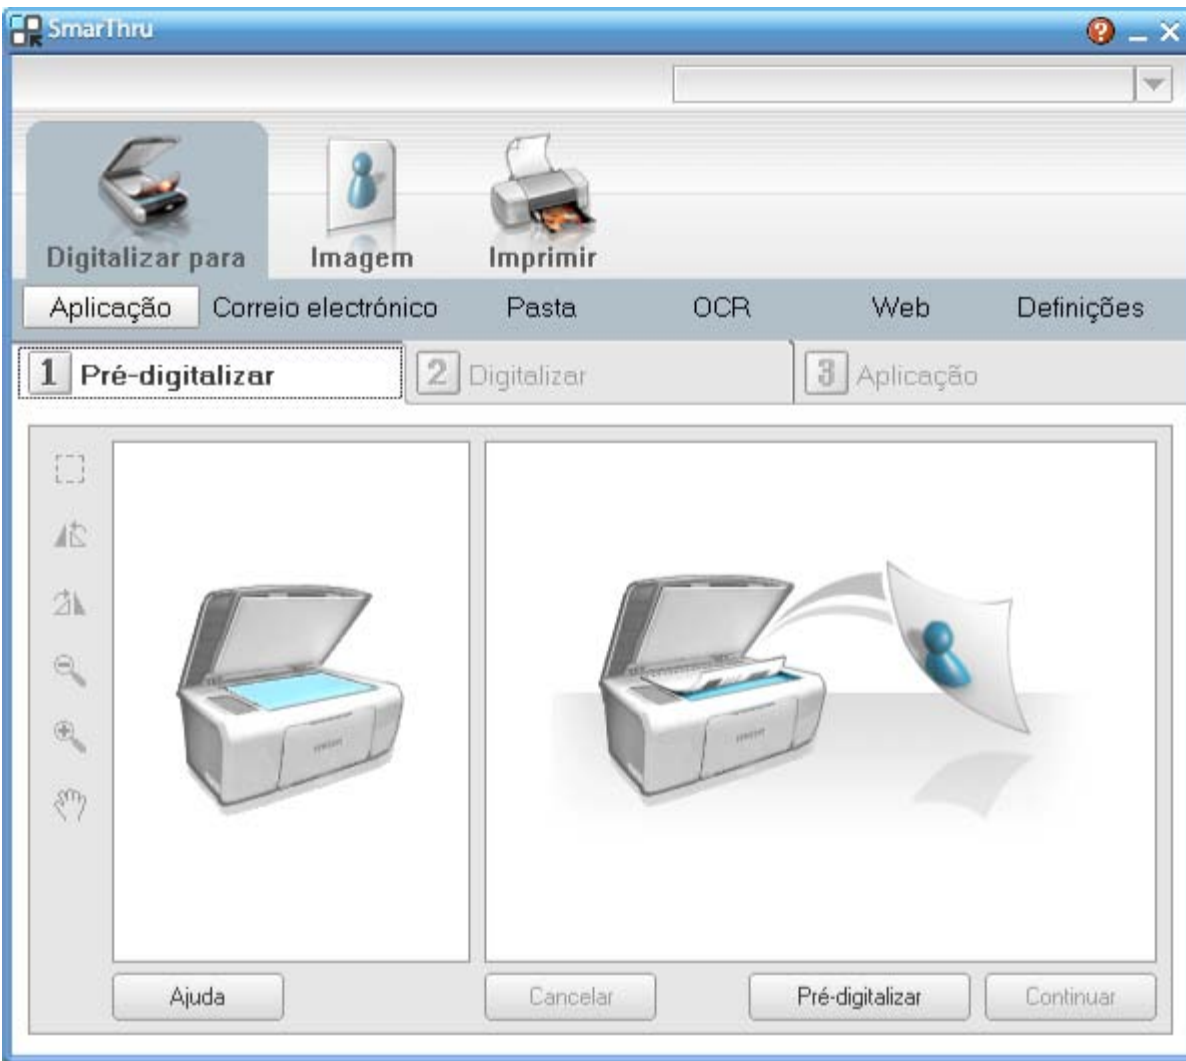 SmarThru
Digitalizar para
Imagem
Imprimir
Aplicação
Correio electrónico
Pasta
OCR
Web
Definições
1 Pré-digitalizar
2 Digitalizar
3 Aplicação
Ajuda
Cancelar
Pré-digitalizar
Continuar